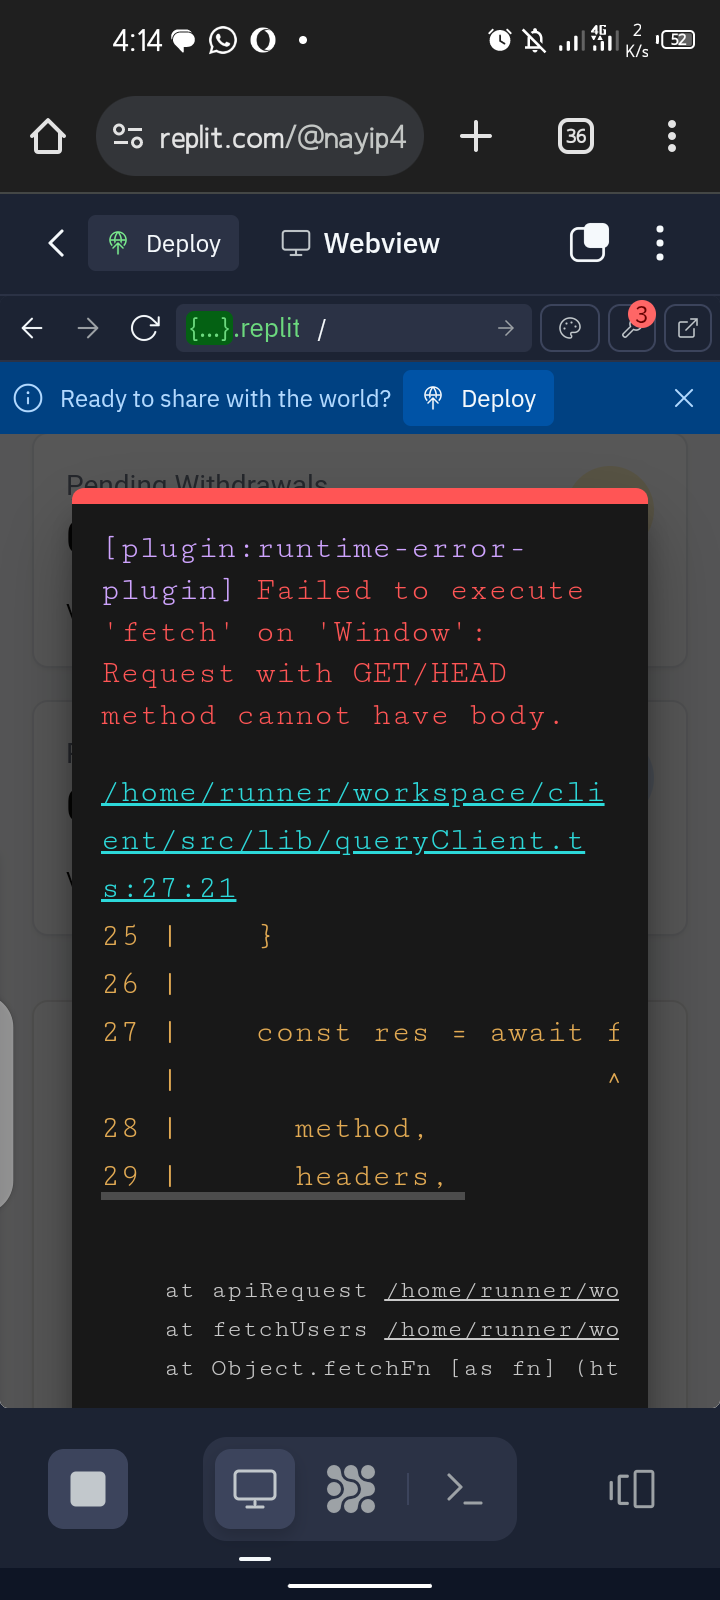 4:14
4G
2
K/s
52
replit.com/@nayip4
36
Deploy
Webview
{...}.replit /
3
Ready to share with the world?
Deploy
Pending Withdrawals
[plugin:runtime-error-
plugin] Failed to execute
'fetch' on 'Window':
Request with GET/HEAD
method cannot have body.
/home/runner/workspace/cli
ent/src/lib/queryClient.t
s:27:21
25 |     }
26 |
27 |     const res = await f
|                       ^
28 |       method,
29 |       headers,
at apiRequest /home/runner/wo
at fetchUsers /home/runner/wo
at Object.fetchFn [as fn] (ht